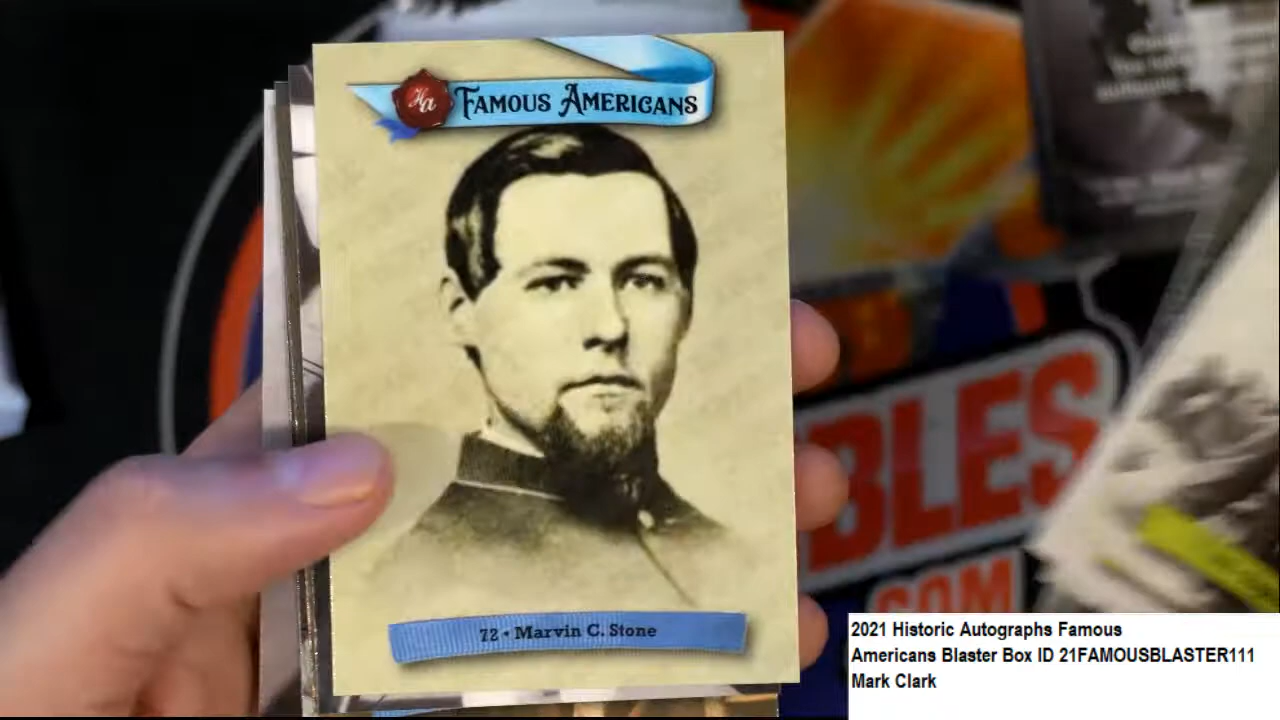 Ha
Famous Americans
72 • Marvin C. Stone
BLES
.COM
2021 Historic Autographs Famous
Americans Blaster Box ID 21FAMOUSBLASTER111
Mark Clark